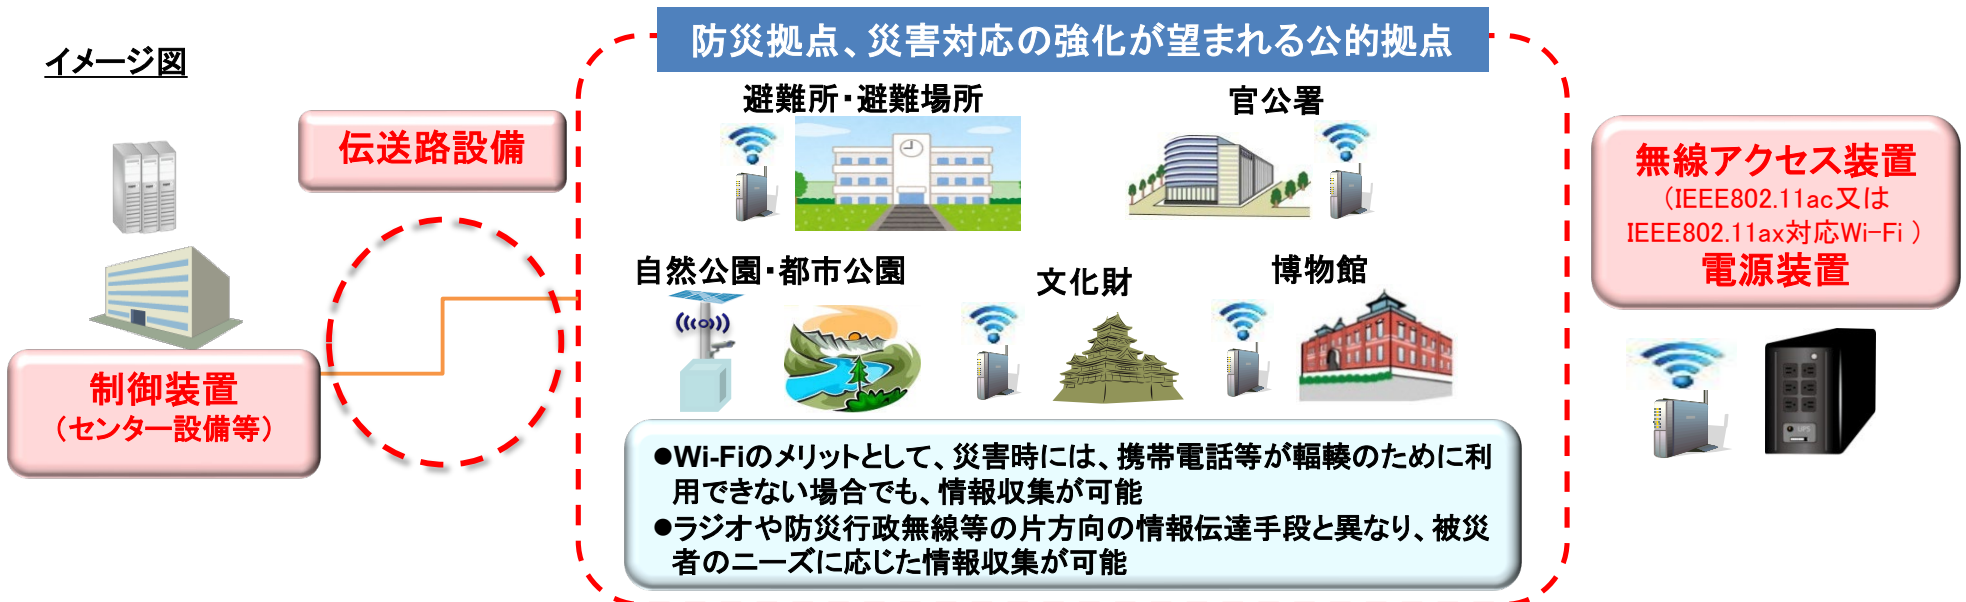 イメージ図
防災拠点、災害対応の強化が望まれる公的拠点
伝送路設備
制御装置
（センター設備等）
避難所・避難場所
官公署
自然公園・都市公園
文化財
博物館
●Wi-Fiのメリットとして、災害時には、携帯電話等が輻輳のために利
用できない場合でも、情報収集が可能
●ラジオや防災行政無線等の片方向の情報伝達手段と異なり、被災
者のニーズに応じた情報収集が可能
無線アクセス装置
（IEEE802.11ac又は
IEEE802.11ax対応Wi-Fi ）
電源装置
UPS